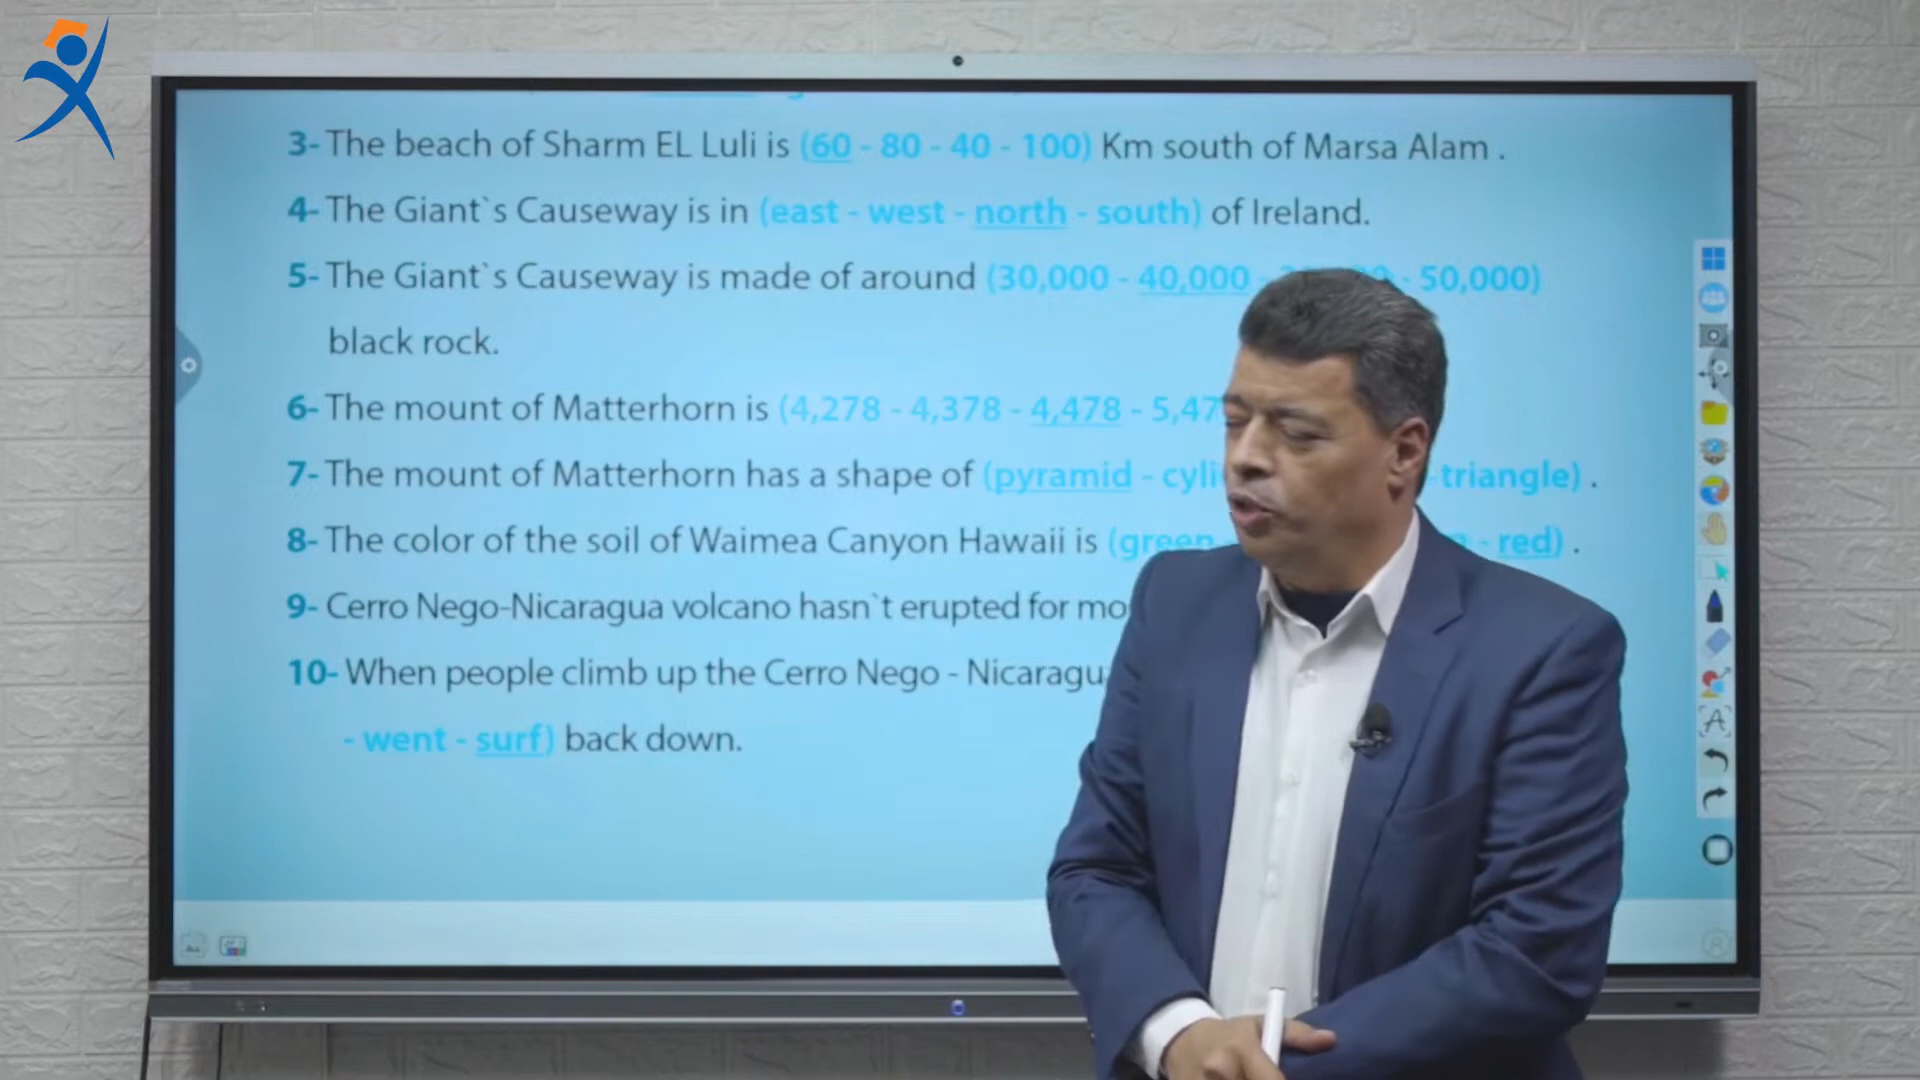 3- The beach of Sharm EL Luli is (60 - 80 - 40 - 100) Km south of Marsa Alam .
4- The Giant`s Causeway is in (east - west - north - south) of Ireland.
5- The Giant`s Causeway is made of around (30,000 - 40,000 - - 50,000)
black rock.
6- The mount of Matterhorn is (4,278 - 4,378 - 4,478 -
7- The mount of Matterhorn has a shape of (pyramid - - triangle) .
8- The color of the soil of Waimea Canyon Hawaii is (green - - red) .
9- Cerro Nego-Nicaragua volcano hasn`t erupted for
10- When people climb up the Cerro Nego -
- went - surf) back down.